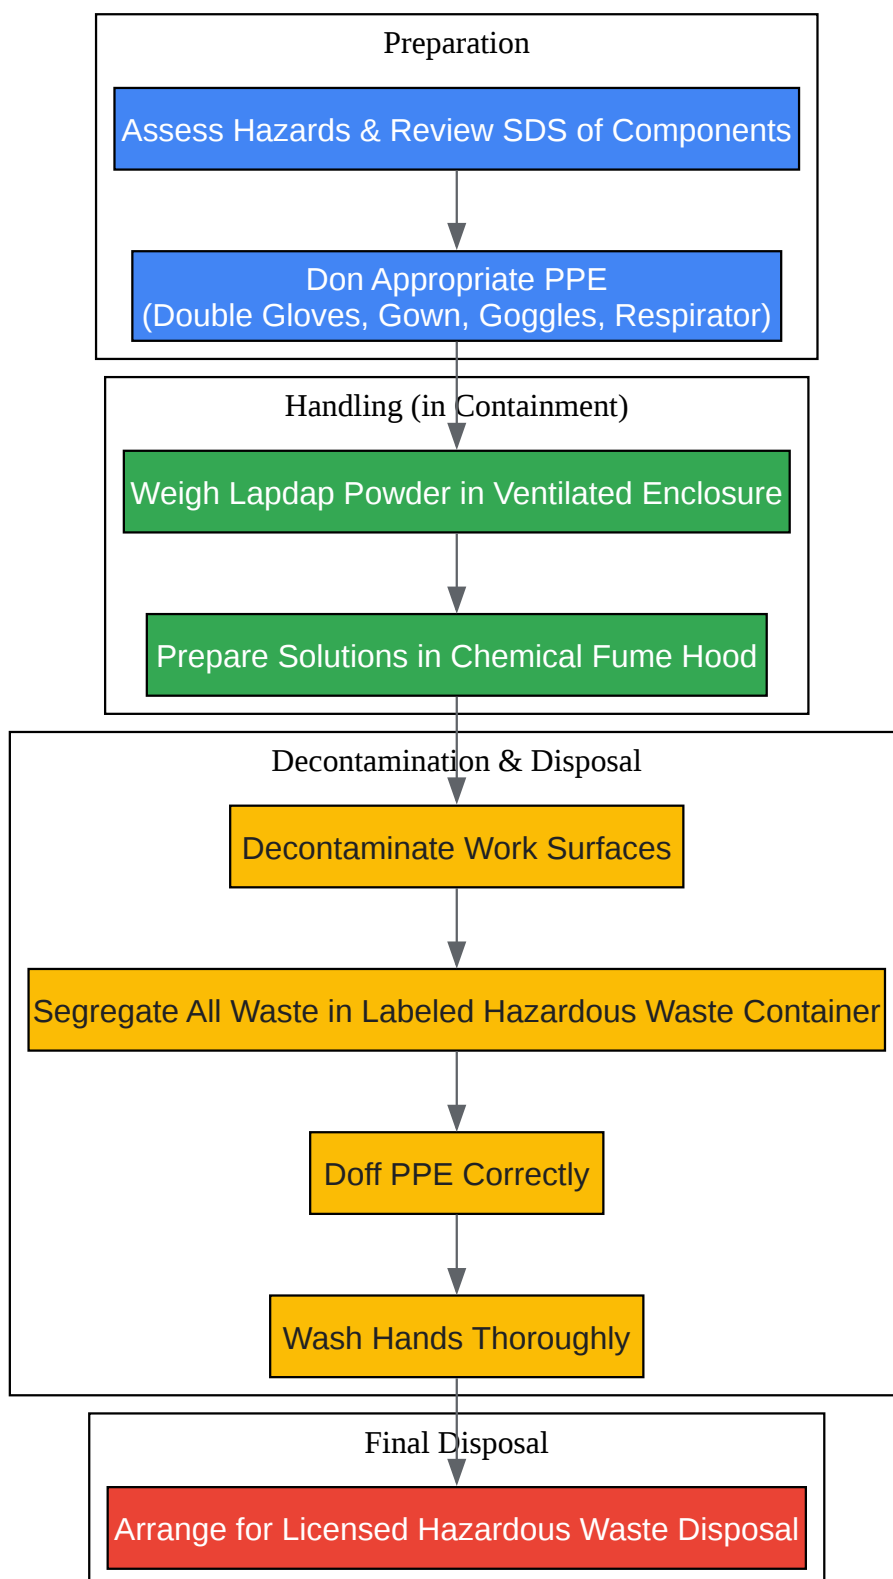 Preparation
Assess Hazards & Review SDS of Components
Don Appropriate PPE
(Double Gloves, Gown, Goggles, Respirator)
Handling (in Containment)
Weigh Lapdap Powder in Ventilated Enclosure
Prepare Solutions in Chemical Fume Hood
Decontamination & Disposal
Decontaminate Work Surfaces
Segregate All Waste in Labeled Hazardous Waste Container
Doff PPE Correctly
Wash Hands Thoroughly
Final Disposal
Arrange for Licensed Hazardous Waste Disposal